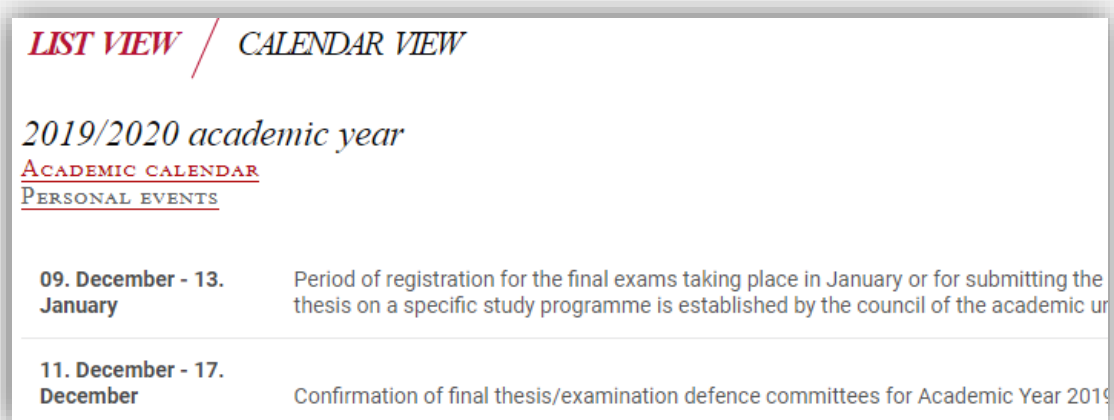 LIST VIEW / CALENDAR VIEW
2019/2020 academic year
ACADEMIC CALENDAR
PERSONAL EVENTS
09. December - 13.
January
Period of registration for the final exams taking place in January or for submitting the
thesis on a specific study programme is established by the council of the academic
11. December - 17.
December
Confirmation of final thesis/examination defence committees for Academic Year 2019